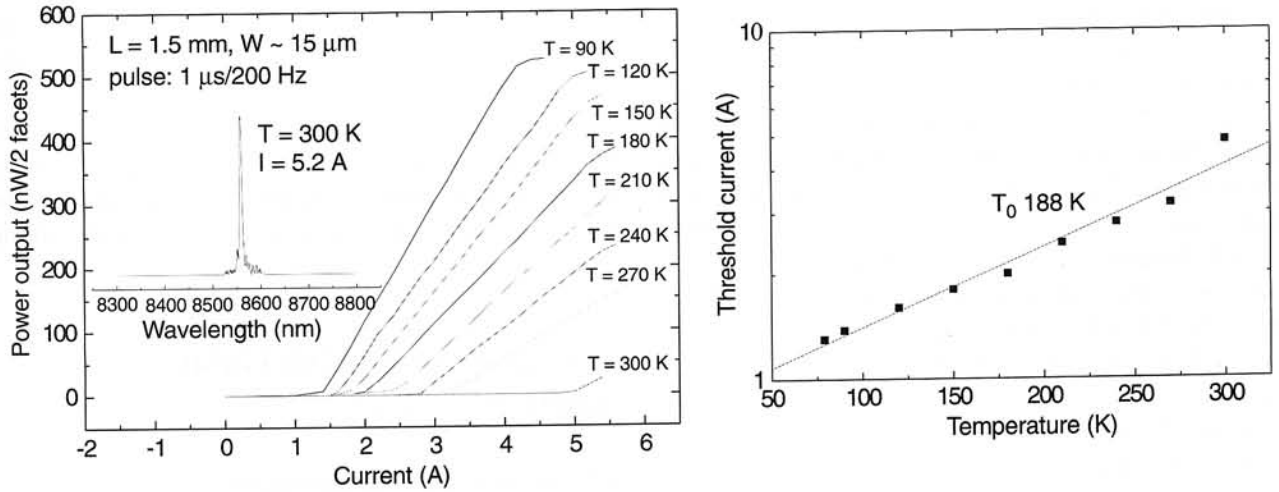 600
500
400
300
200
100
0
Power output (nW/2 facets)
L = 1.5 mm, W ~ 15 μm
pulse: 1 μs/200 Hz
T = 300 K
I = 5.2 A
8300 8400 8500 8600 8700 8800
Wavelength (nm)
T = 90 K
T = 120 K
T = 150 K
T = 180 K
T = 210 K
T = 240 K
T = 270 K
T = 300 K
-2 -1 0 1 2 3 4 5 6
Current (A)
10
1
Threshold current (A)
T₀ 188 K
50 100 150 200 250 300
Temperature (K)